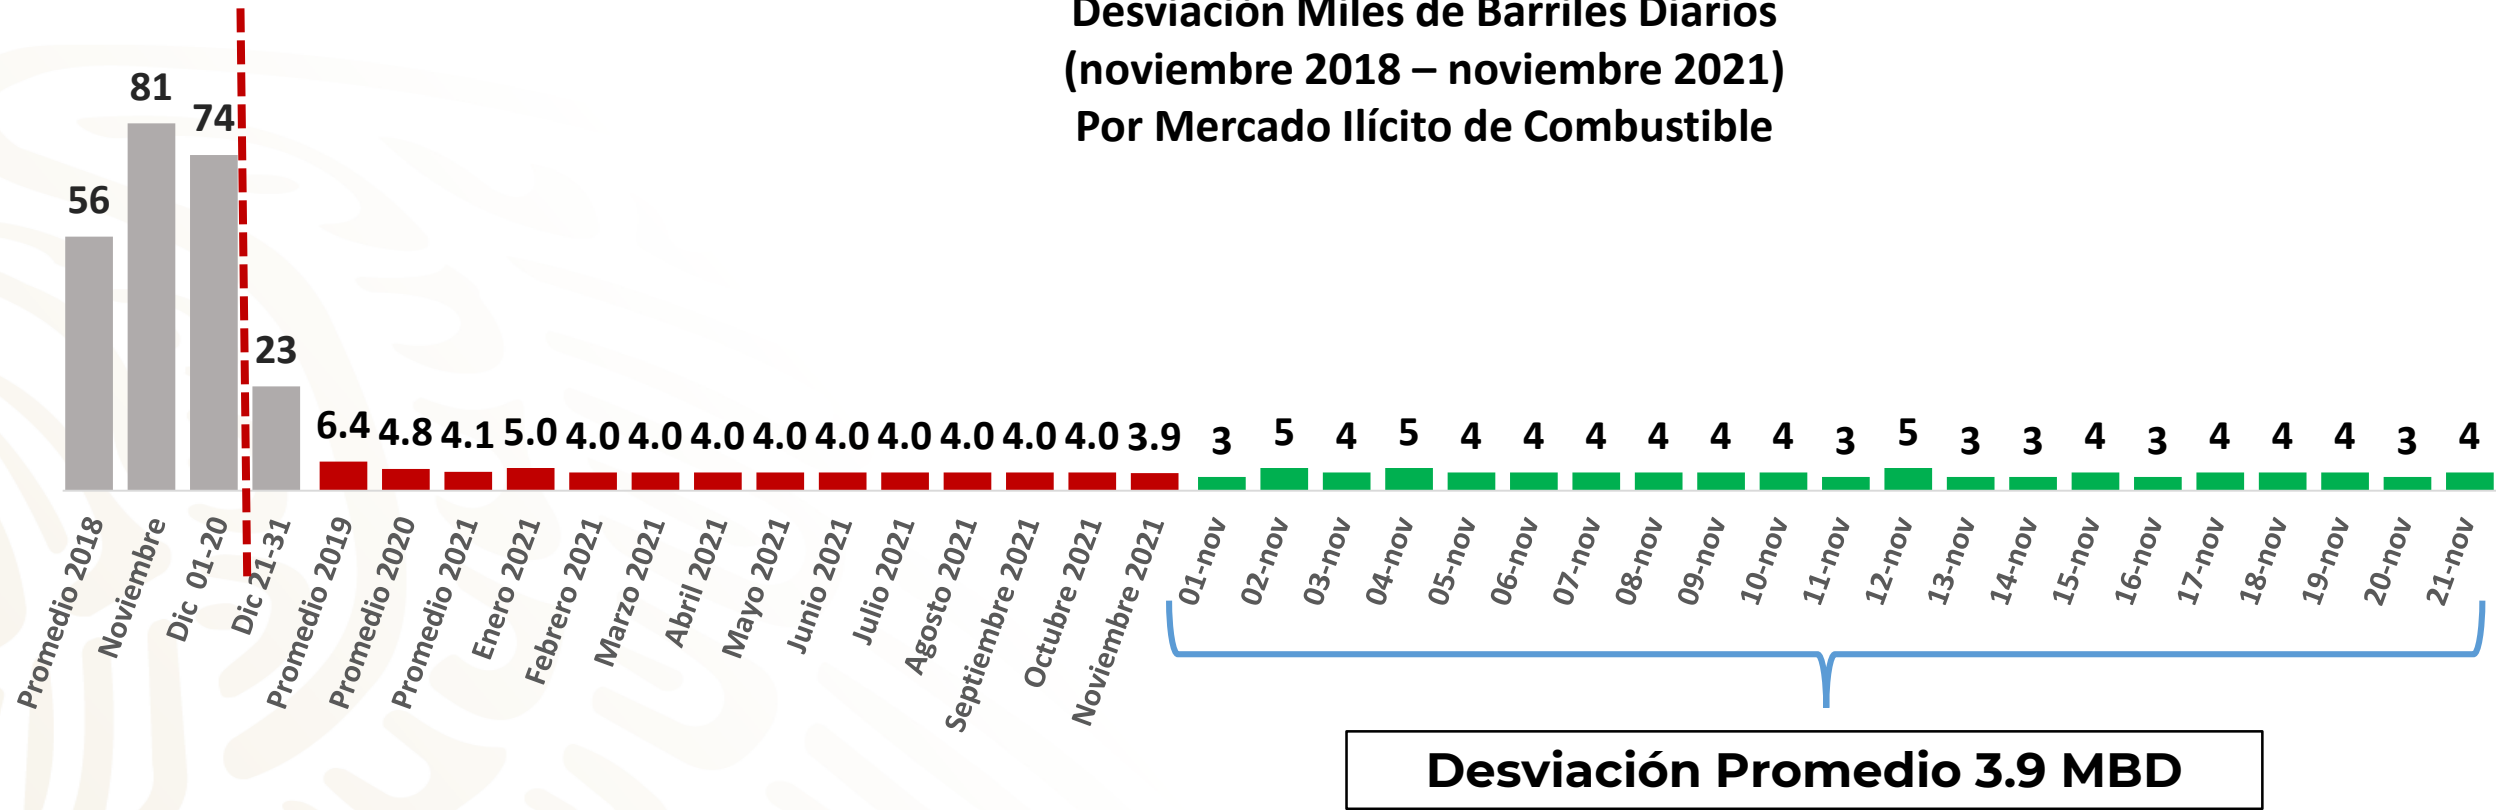 Desviación Miles de Barriles Diarios
(noviembre 2018 – noviembre 2021)
Por Mercado Ilícito de Combustible
56
81
74
23
6.4
4.8
4.1
5.0
4.0
4.0
4.0
4.0
4.0
4.0
4.0
4.0
4.0
3.9
3
5
4
5
4
4
4
4
4
4
3
5
3
3
4
3
4
4
4
3
4
Promedio 2018
Noviembre
Dic 01-20
Dic 21-31
Promedio 2019
Promedio 2020
Promedio 2021
Enero 2021
Febrero 2021
Marzo 2021
Abril 2021
Mayo 2021
Junio 2021
Julio 2021
Agosto 2021
Septiembre 2021
Octubre 2021
Noviembre 2021
01-nov
02-nov
03-nov
04-nov
05-nov
06-nov
07-nov
08-nov
09-nov
10-nov
11-nov
12-nov
13-nov
14-nov
15-nov
16-nov
17-nov
18-nov
19-nov
20-nov
21-nov
Desviación Promedio 3.9 MBD